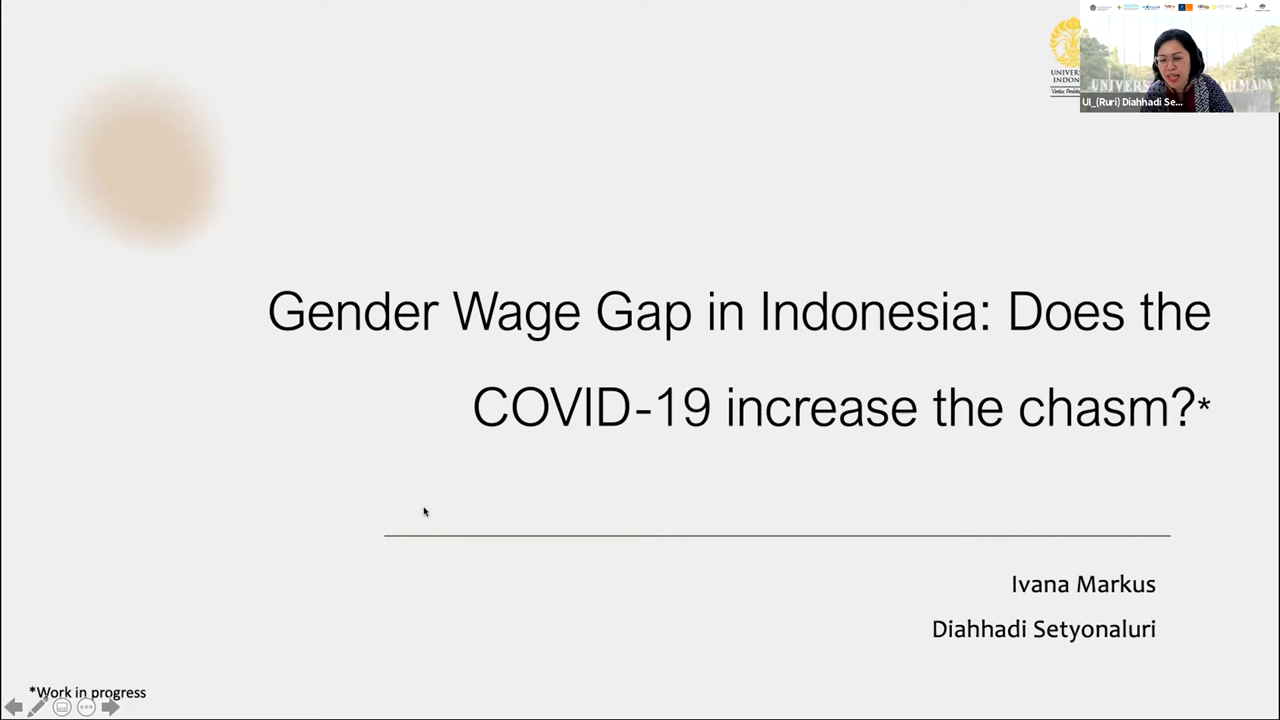 UI_(Ruri) Diahhadi Se...
Gender Wage Gap in Indonesia: Does the
COVID-19 increase the chasm?*
Ivana Markus
Diahhadi Setyonaluri
*Work in progress